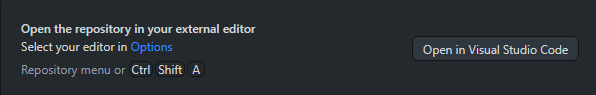 Open the repository in your external editor
Select your editor in Options
Open in Visual Studio Code
Repository menu or Ctrl Shift A